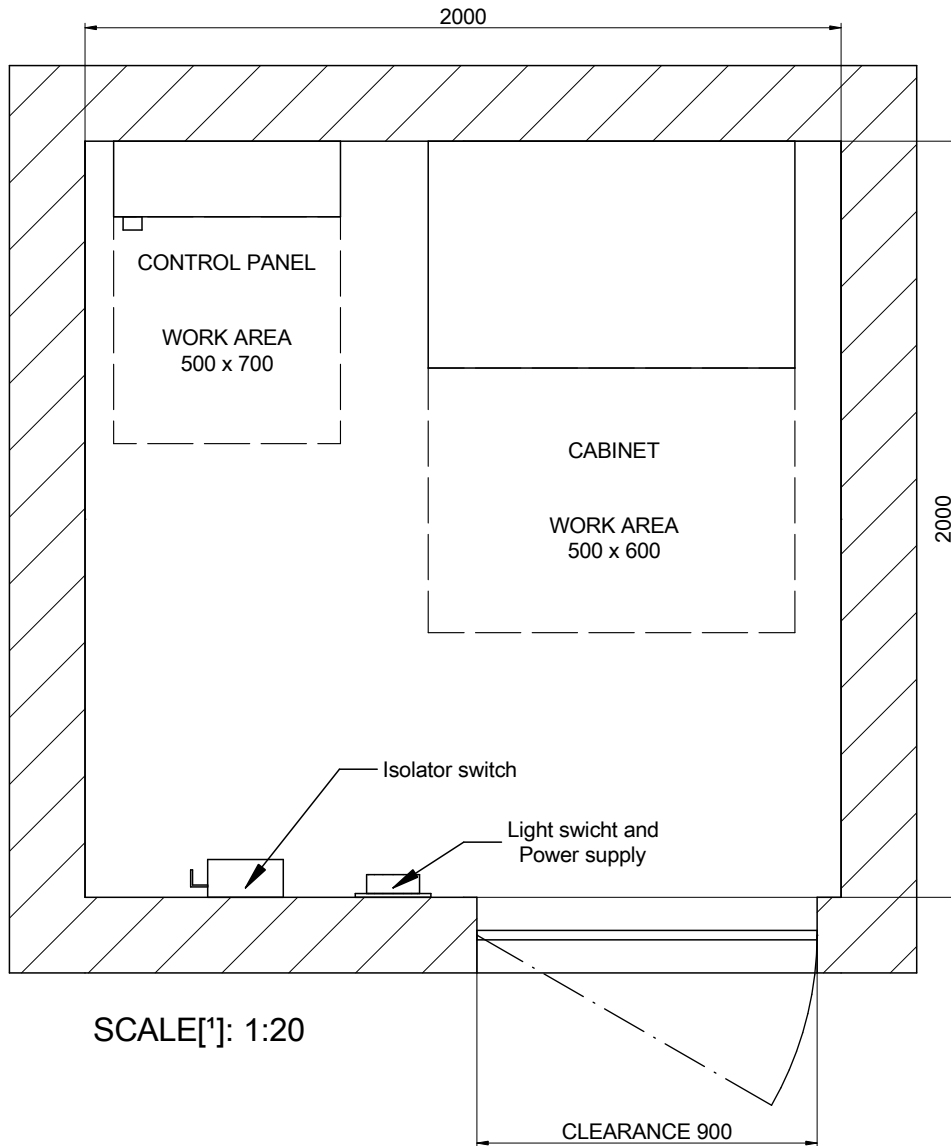 2000
CONTROL PANEL
WORK AREA
500 x 700
CABINET
WORK AREA
500 x 600
2000
Isolator switch
Light swicht and
Power supply
SCALE[¹]: 1:20
CLEARANCE 900